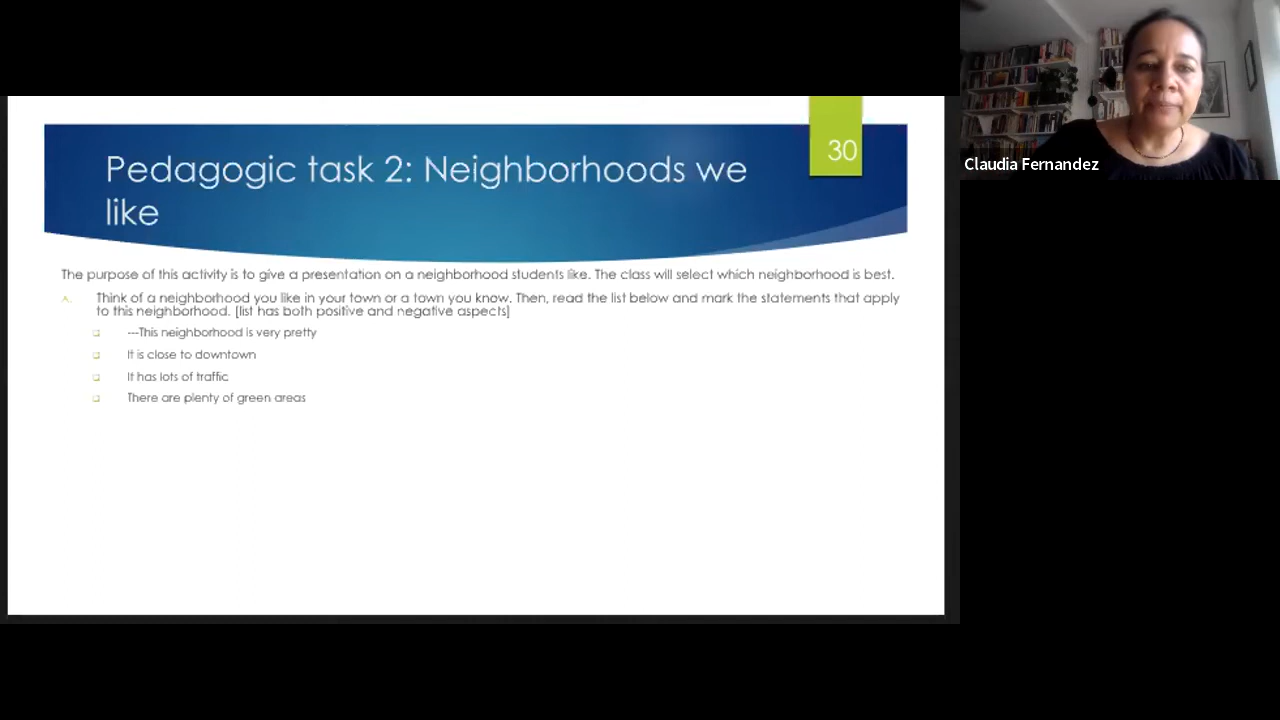 30
Pedagogic task 2: Neighborhoods we
like
The purpose of this activity is to give a presentation on a neighborhood students like. The class will select which neighborhood is best.
A. Think of a neighborhood you like in your town or a town you know. Then, read the list below and mark the statements that apply
to this neighborhood. [list has both positive and negative aspects]
---This neighborhood is very pretty
It is close to downtown
It has lots of traffic
There are plenty of green areas
Claudia Fernandez